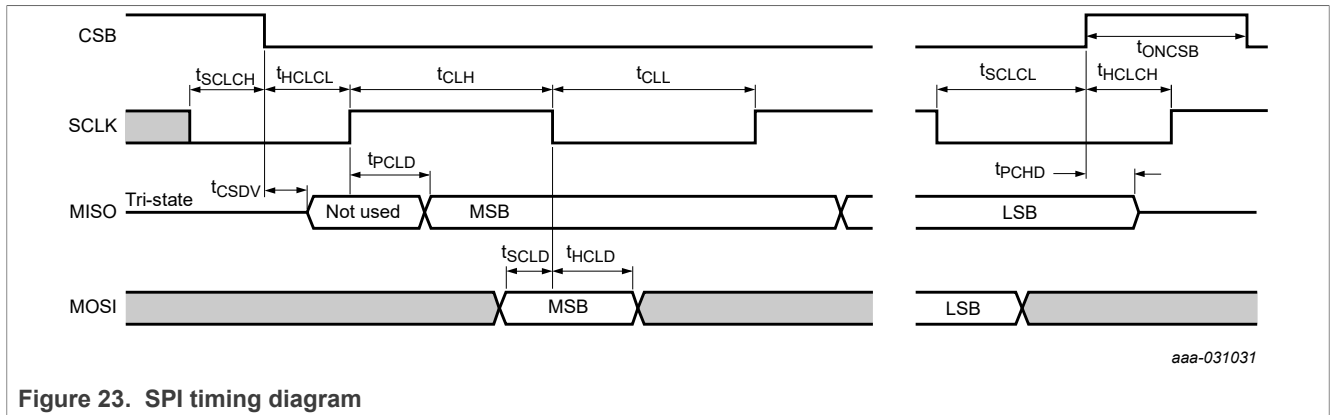 CSB
tONCSB
tSCLCH tHCLCL tCLH tCLL tSCLCL tHCLCH
SCLK
tPCLD tPCHD
tCSDV
MISO Tri-state Not used MSB LSB
tSCLD tHCLD
MOSI MSB LSB
aaa-031031
Figure 23. SPI timing diagram